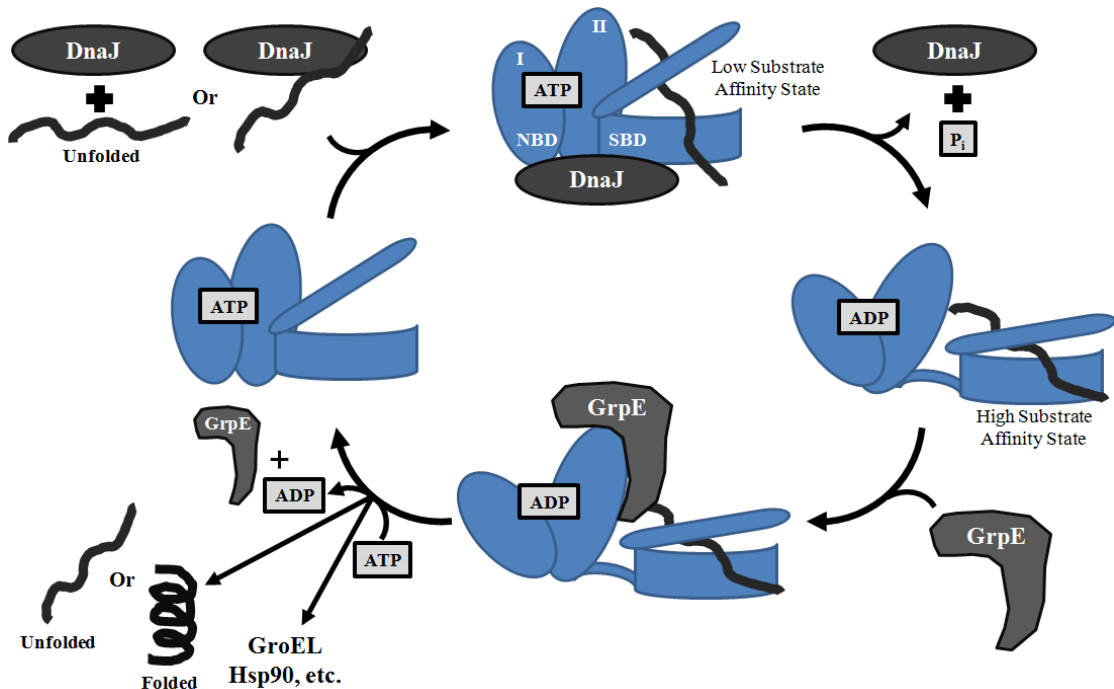 DnaJ
DnaJ
Or
Unfolded
I
II
ATP
NBD
SBD
DnaJ
Low Substrate
Affinity State
DnaJ
Pi
ATP
ADP
High Substrate
Affinity State
GrpE
ADP
GrpE
GrpE
ADP
ATP
Or
Unfolded
Folded
GroEL
Hsp90, etc.